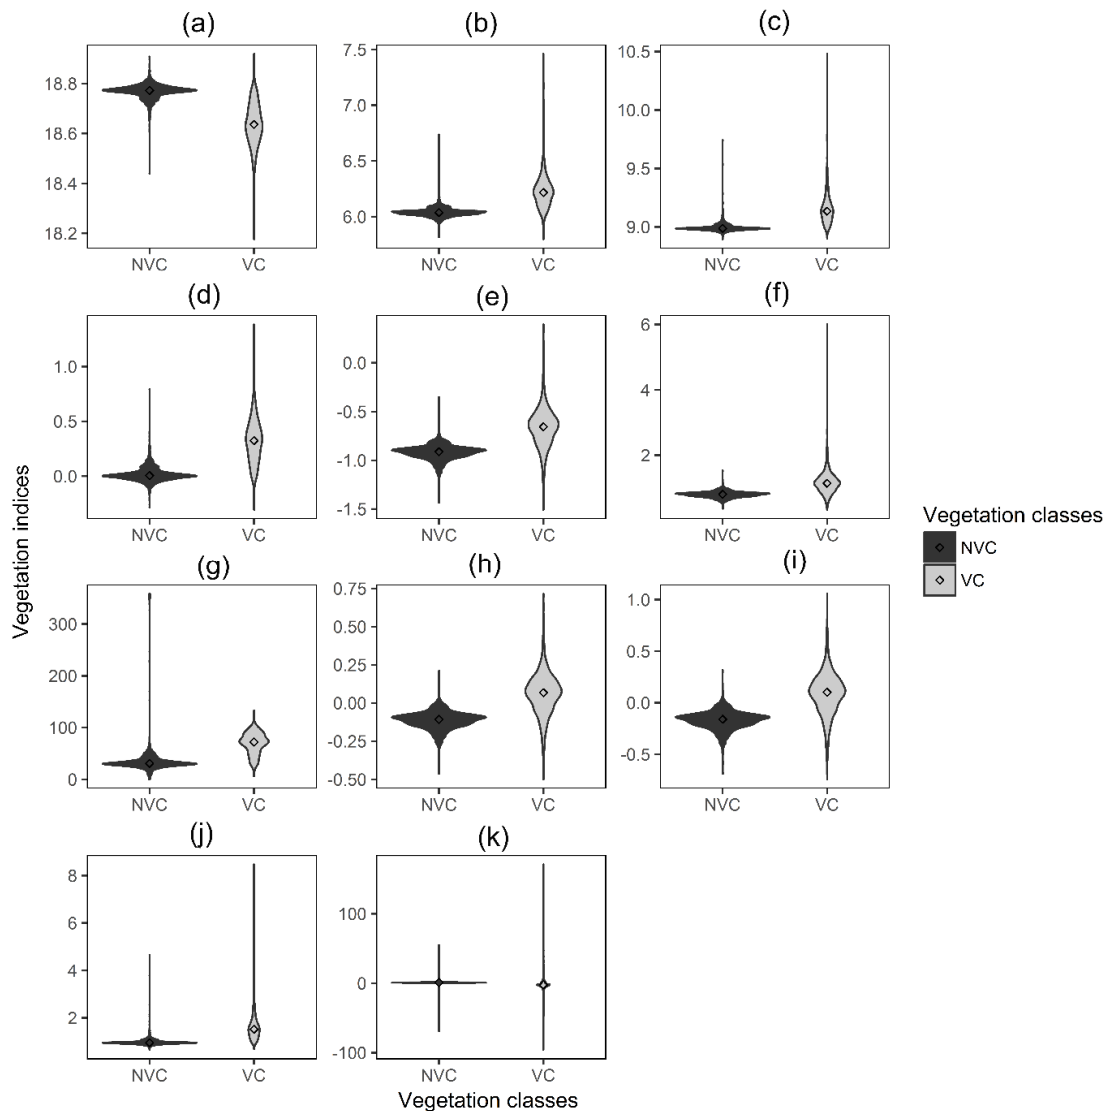 (a) (b) (c)
18.8 18.6 18.4 18.2
7.5 7.0 6.5 6.0
10.5 10.0 9.5 9.0
NVC VC NVC VC NVC VC
(d) (e) (f)
1.0 0.5 0.0
0.0 -0.5 -1.0 -1.5
6 4 2
NVC VC NVC VC NVC VC
(g) (h) (i)
300 200 100 0
0.75 0.50 0.25 0.00 -0.25 -0.50
1.0 0.5 0.0 -0.5
NVC VC NVC VC NVC VC
(j) (k)
8 6 4 2
100 0 -100
NVC VC NVC VC
Vegetation indices
Vegetation classes
Vegetation classes
NVC
VC